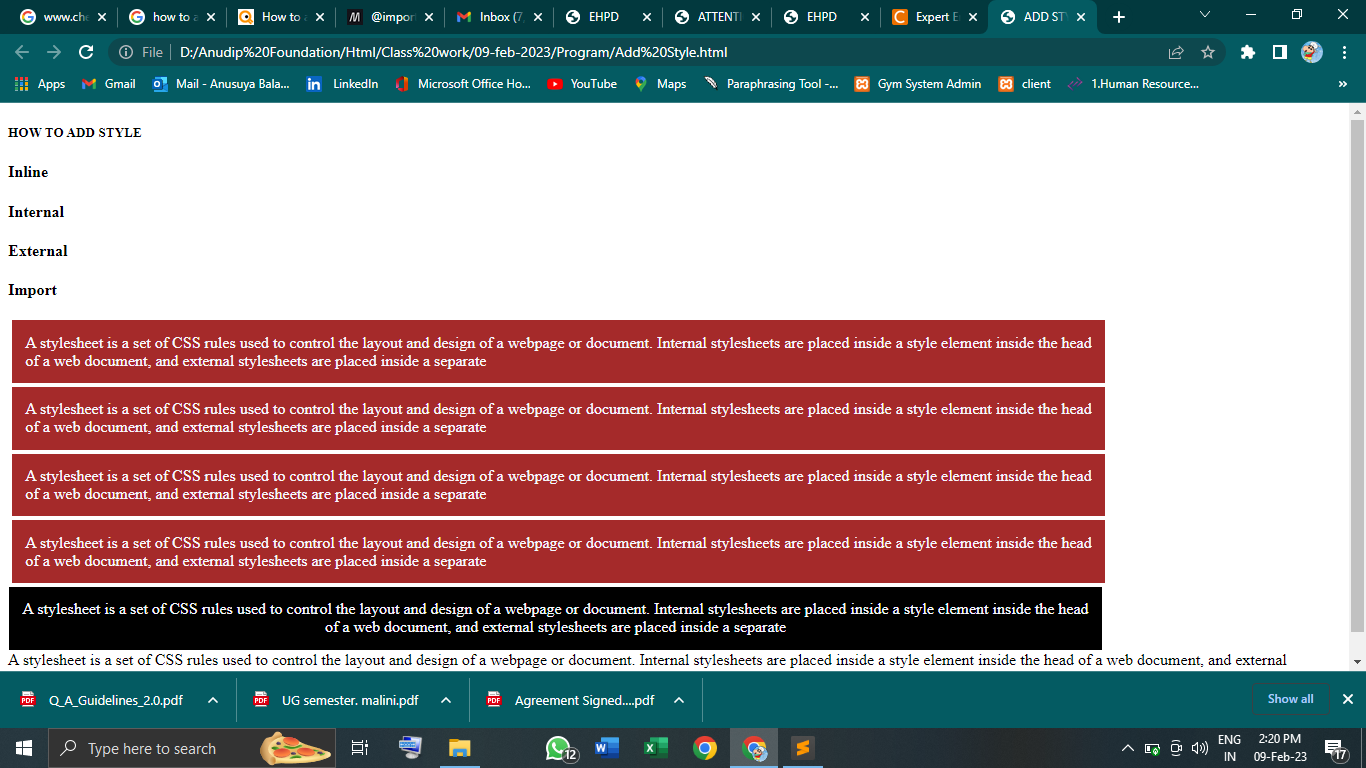 www.che
how to a
How to a
@import
Inbox (7,
EHPD
ATTENTI
EHPD
Expert E
ADD STY
File
D:/Anudip%20Foundation/Html/Class%20work/09-feb-2023/Program/Add%20Style.html
Apps
Gmail
Mail - Anusuya Bala...
LinkedIn
Microsoft Office Ho...
YouTube
Maps
Paraphrasing Tool -...
Gym System Admin
client
1.Human Resource...
»
HOW TO ADD STYLE
Inline
Internal
External
Import
A stylesheet is a set of CSS rules used to control the layout and design of a webpage or document. Internal stylesheets are placed inside a style element inside the head
of a web document, and external stylesheets are placed inside a separate
A stylesheet is a set of CSS rules used to control the layout and design of a webpage or document. Internal stylesheets are placed inside a style element inside the head
of a web document, and external stylesheets are placed inside a separate
A stylesheet is a set of CSS rules used to control the layout and design of a webpage or document. Internal stylesheets are placed inside a style element inside the head
of a web document, and external stylesheets are placed inside a separate
A stylesheet is a set of CSS rules used to control the layout and design of a webpage or document. Internal stylesheets are placed inside a style element inside the head
of a web document, and external stylesheets are placed inside a separate
A stylesheet is a set of CSS rules used to control the layout and design of a webpage or document. Internal stylesheets are placed inside a style element inside the head
of a web document, and external stylesheets are placed inside a separate
A stylesheet is a set of CSS rules used to control the layout and design of a webpage or document. Internal stylesheets are placed inside a style element inside the head of a web document, and external
Q_A_Guidelines_2.0.pdf
UG semester. malini.pdf
Agreement Signed....pdf
Show all
Type here to search
12
ENG
IN
2:20 PM
09-Feb-23
17